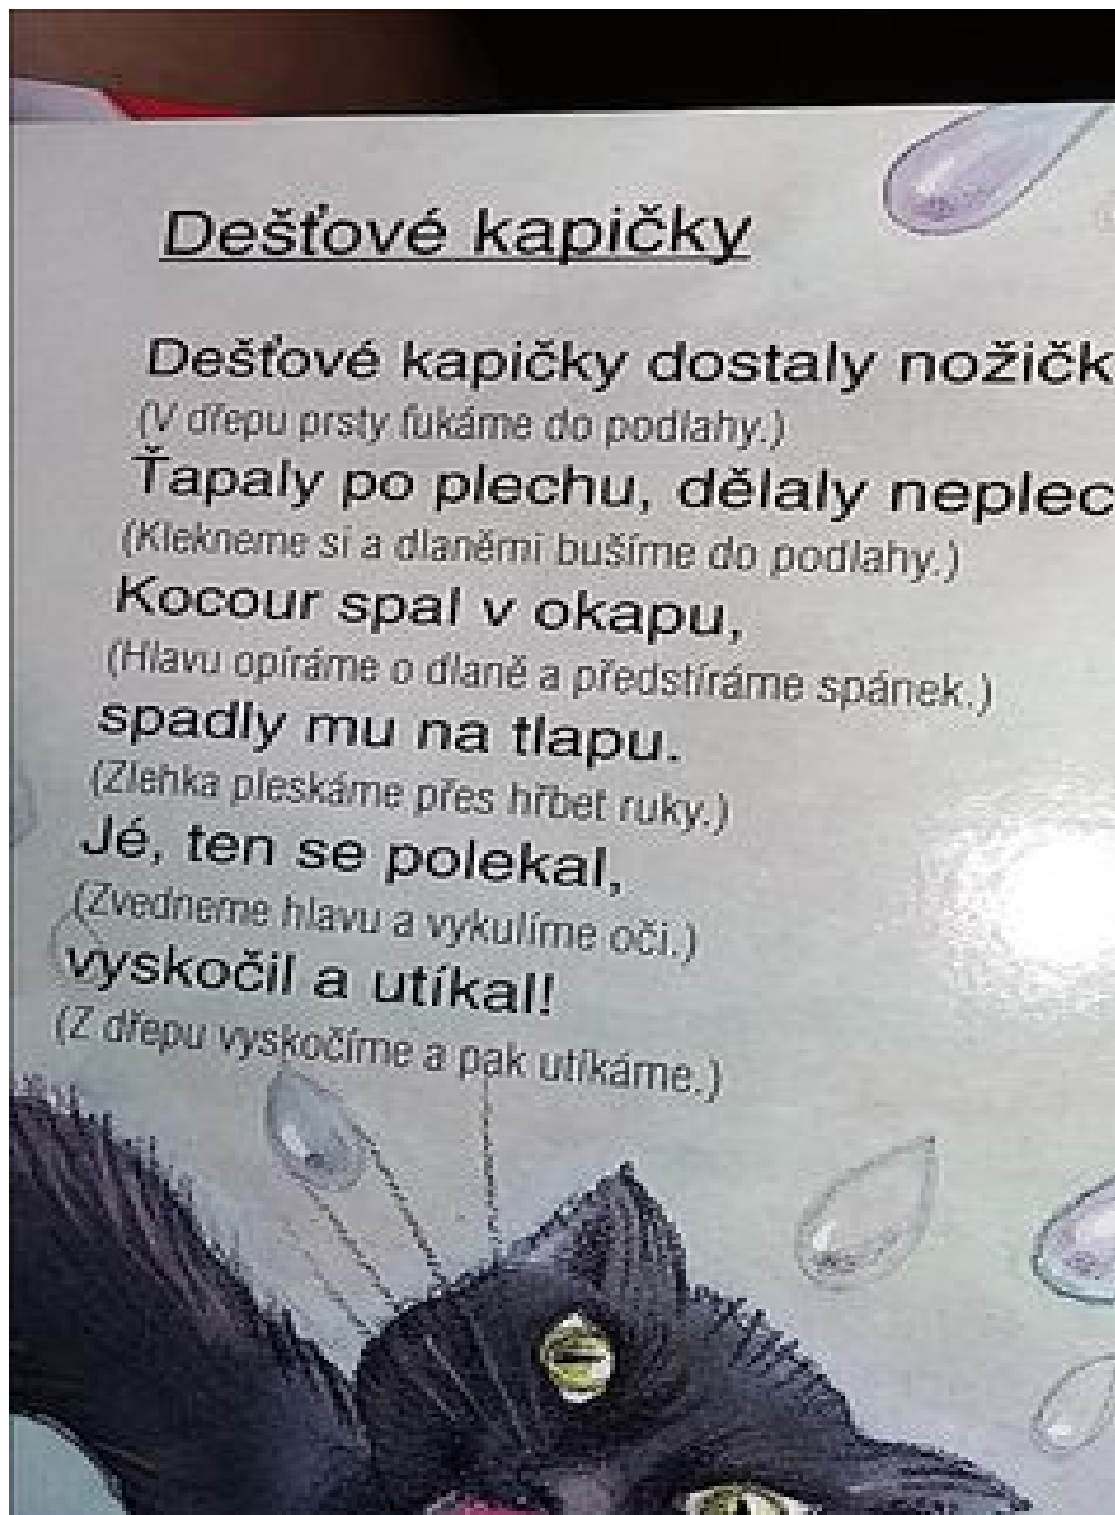 Dešťové kapičky
Dešťové kapičky dostaly nožičk
(V dřepu prsty ťukáme do podlahy.)
Ťapaly po plechu, dělaly neplec
(Klekneme si a dlaněmi bušíme do podlahy.)
Kocour spal v okapu,
(Hlavu opíráme o dlaně a předstíráme spánek.)
spadly mu na tlapu.
(Zlehka pleskáme přes hřbet ruky.)
Jé, ten se polekal,
(Zvedneme hlavu a vykulíme oči.)
vyskočil a utíkal!
(Z dřepu vyskočíme a pak utíkáme.)